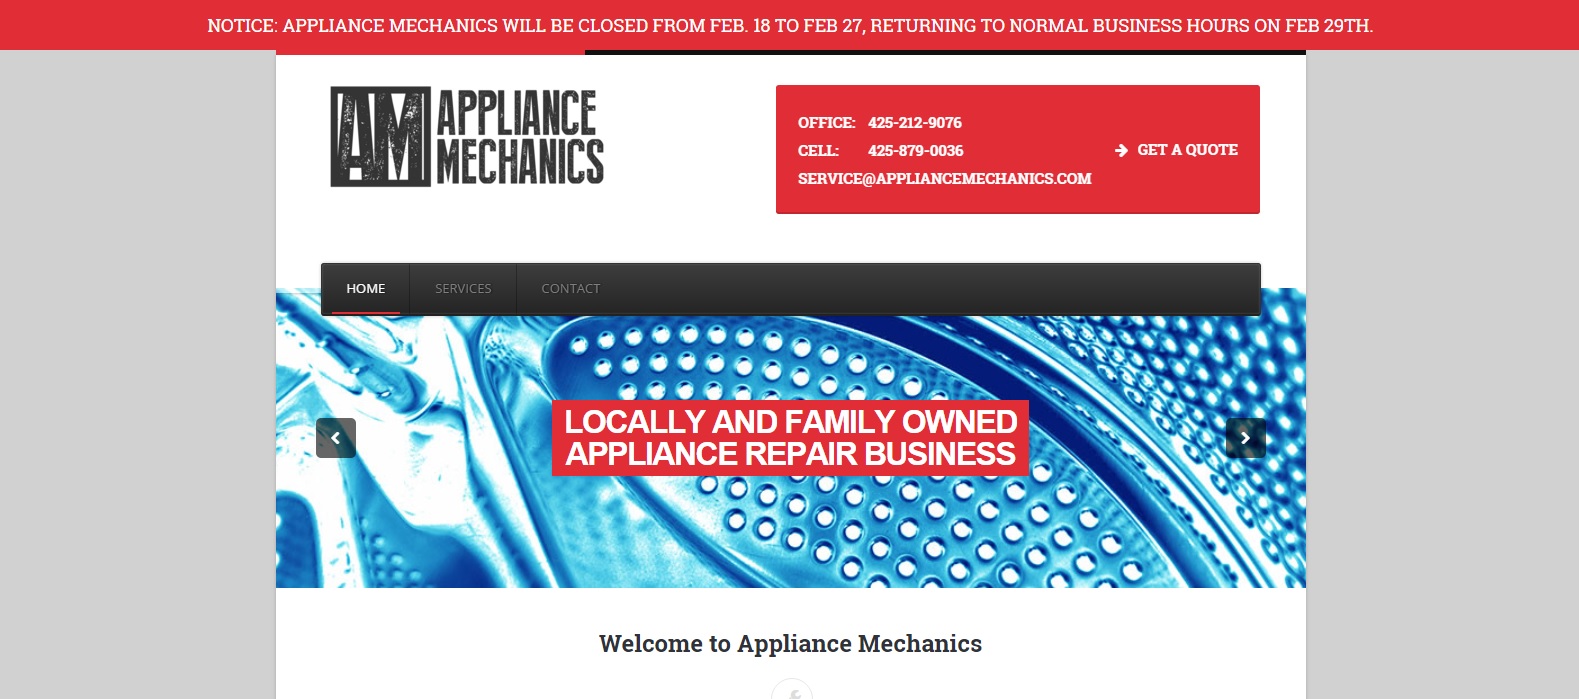 NOTICE: APPLIANCE MECHANICS WILL BE CLOSED FROM FEB. 18 TO FEB 27, RETURNING TO NORMAL BUSINESS HOURS ON FEB 29TH.
AM APPLIANCE
MECHANICS
OFFICE: 425-212-9076
CELL: 425-879-0036
SERVICE@APPLIANCEMECHANICS.COM
GET A QUOTE
HOME SERVICES CONTACT
LOCALLY AND FAMILY OWNED
APPLIANCE REPAIR BUSINESS
Welcome to Appliance Mechanics